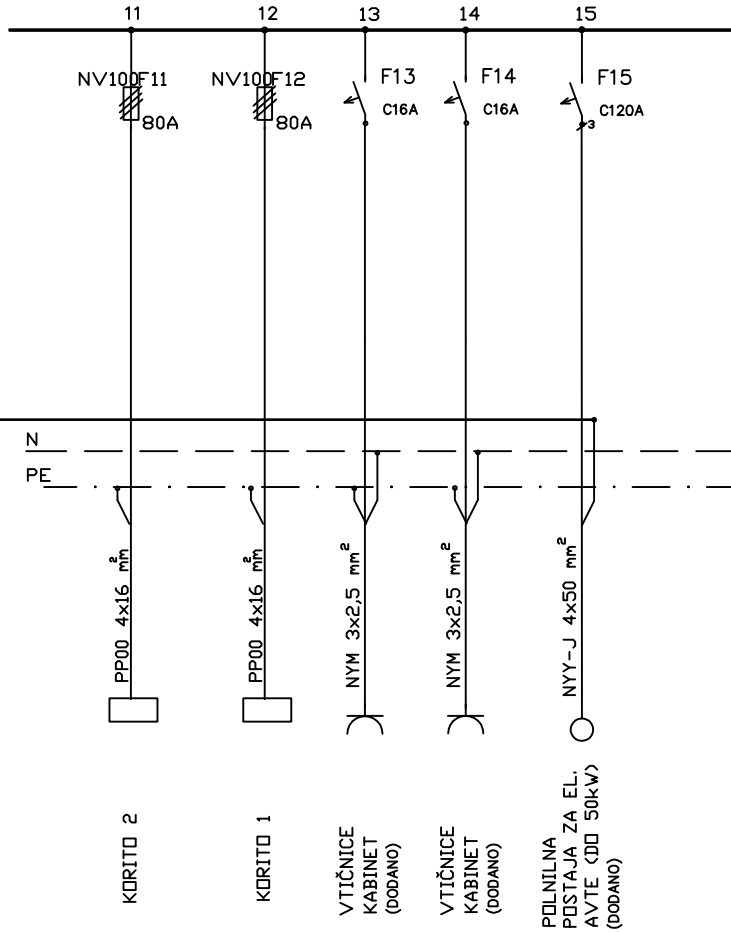 11
12
13
14
15
NV100F11
80A
NV100F12
80A
F13
C16A
F14
C16A
F15
C120A
3
N
PE
PP00 4x16 mm²
PP00 4x16 mm²
NYM 3x2,5 mm²
NYM 3x2,5 mm²
NYY-J 4x50 mm²
KORITO 2
KORITO 1
VTIČNICE
KABINET
(DODANO)
VTIČNICE
KABINET
(DODANO)
POLNILNA
POSTAJA ZA EL.
AVTE (DO 50kW)
(DODANO)